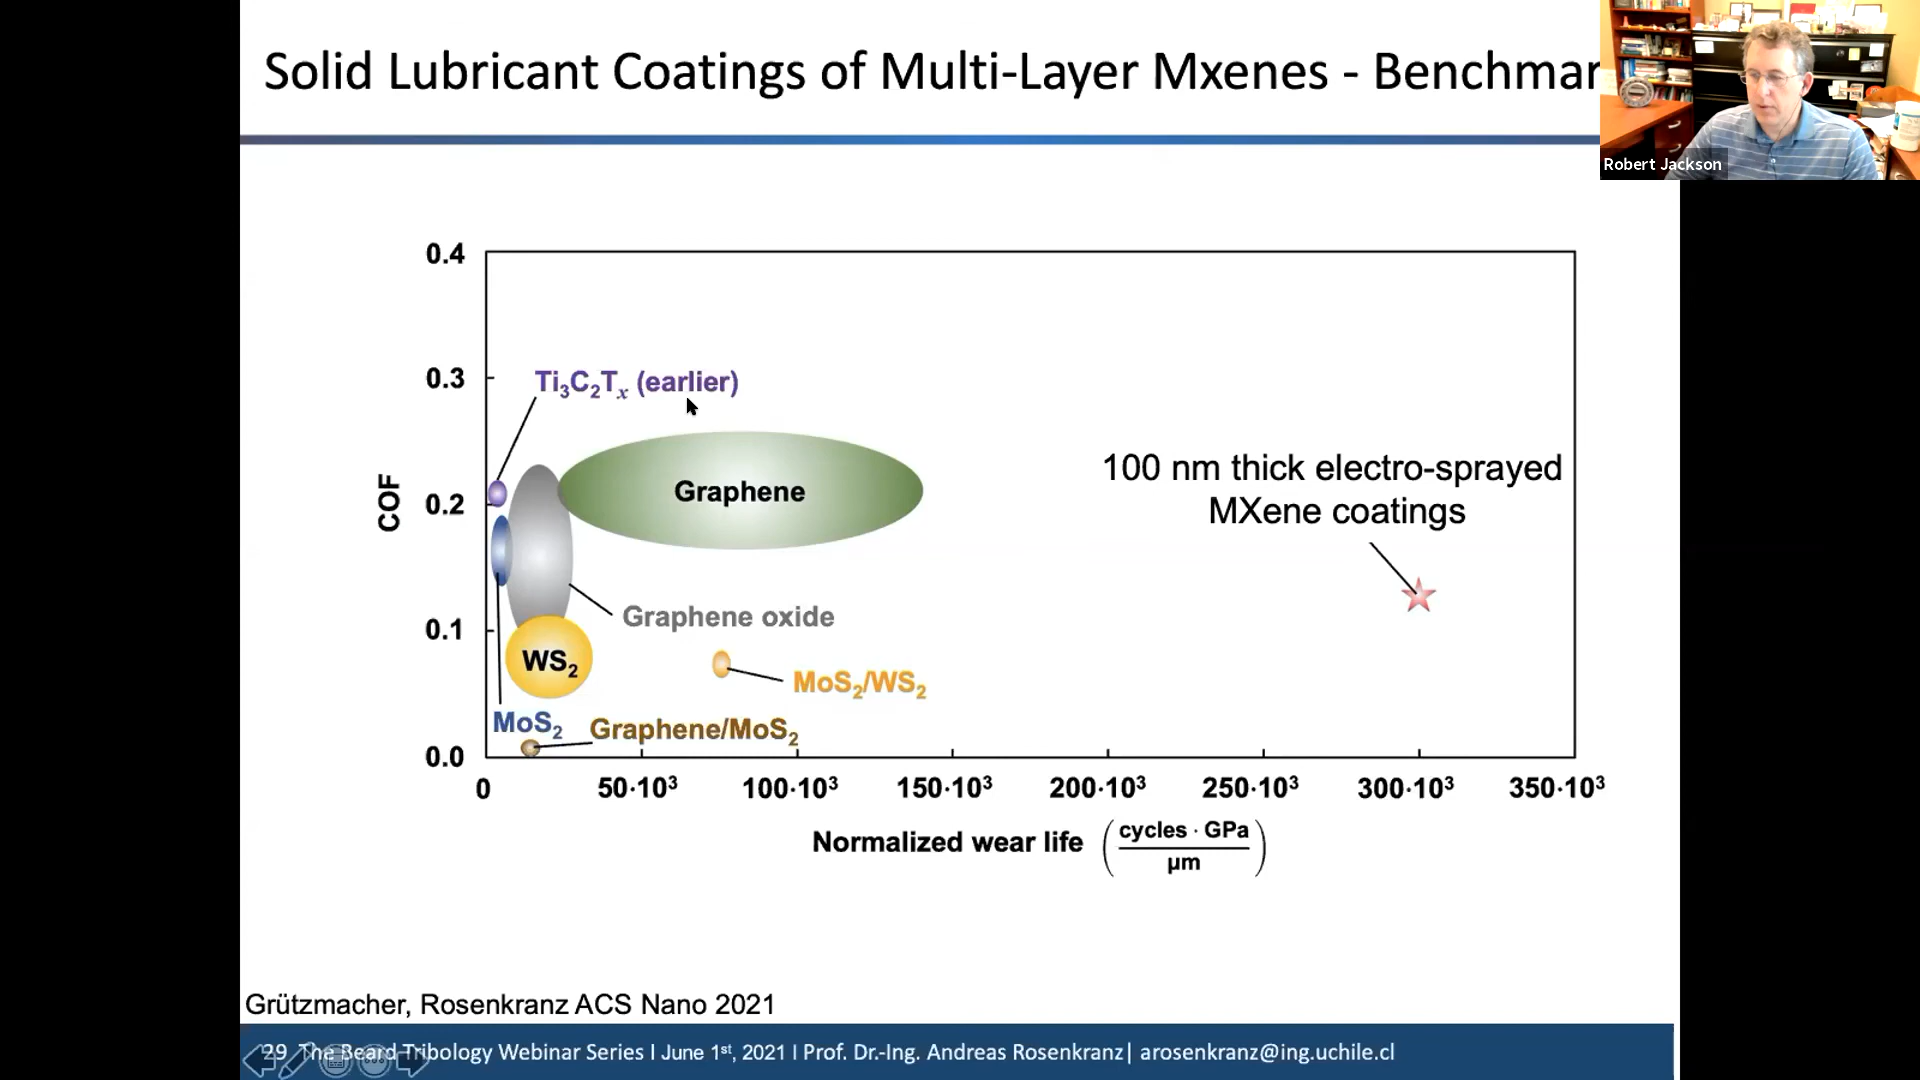 Solid Lubricant Coatings of Multi-Layer Mxenes - Benchmar
Robert Jackson
0.4
0.3
0.2
0.1
0.0
COF
Ti₃C₂Tₓ (earlier)
Graphene
100 nm thick electro-sprayed
MXene coatings
Graphene oxide
WS₂
MoS₂/WS₂
MoS₂
Graphene/MoS₂
0
50·10³
100·10³
150·10³
200·10³
250·10³
300·10³
350·10³
Normalized wear life (cycles · GPa / µm)
Grützmacher, Rosenkranz ACS Nano 2021
29 The Beard Tribology Webinar Series I June 1ˢᵗ, 2021 I Prof. Dr.-Ing. Andreas Rosenkranz| arosenkranz@ing.uchile.cl